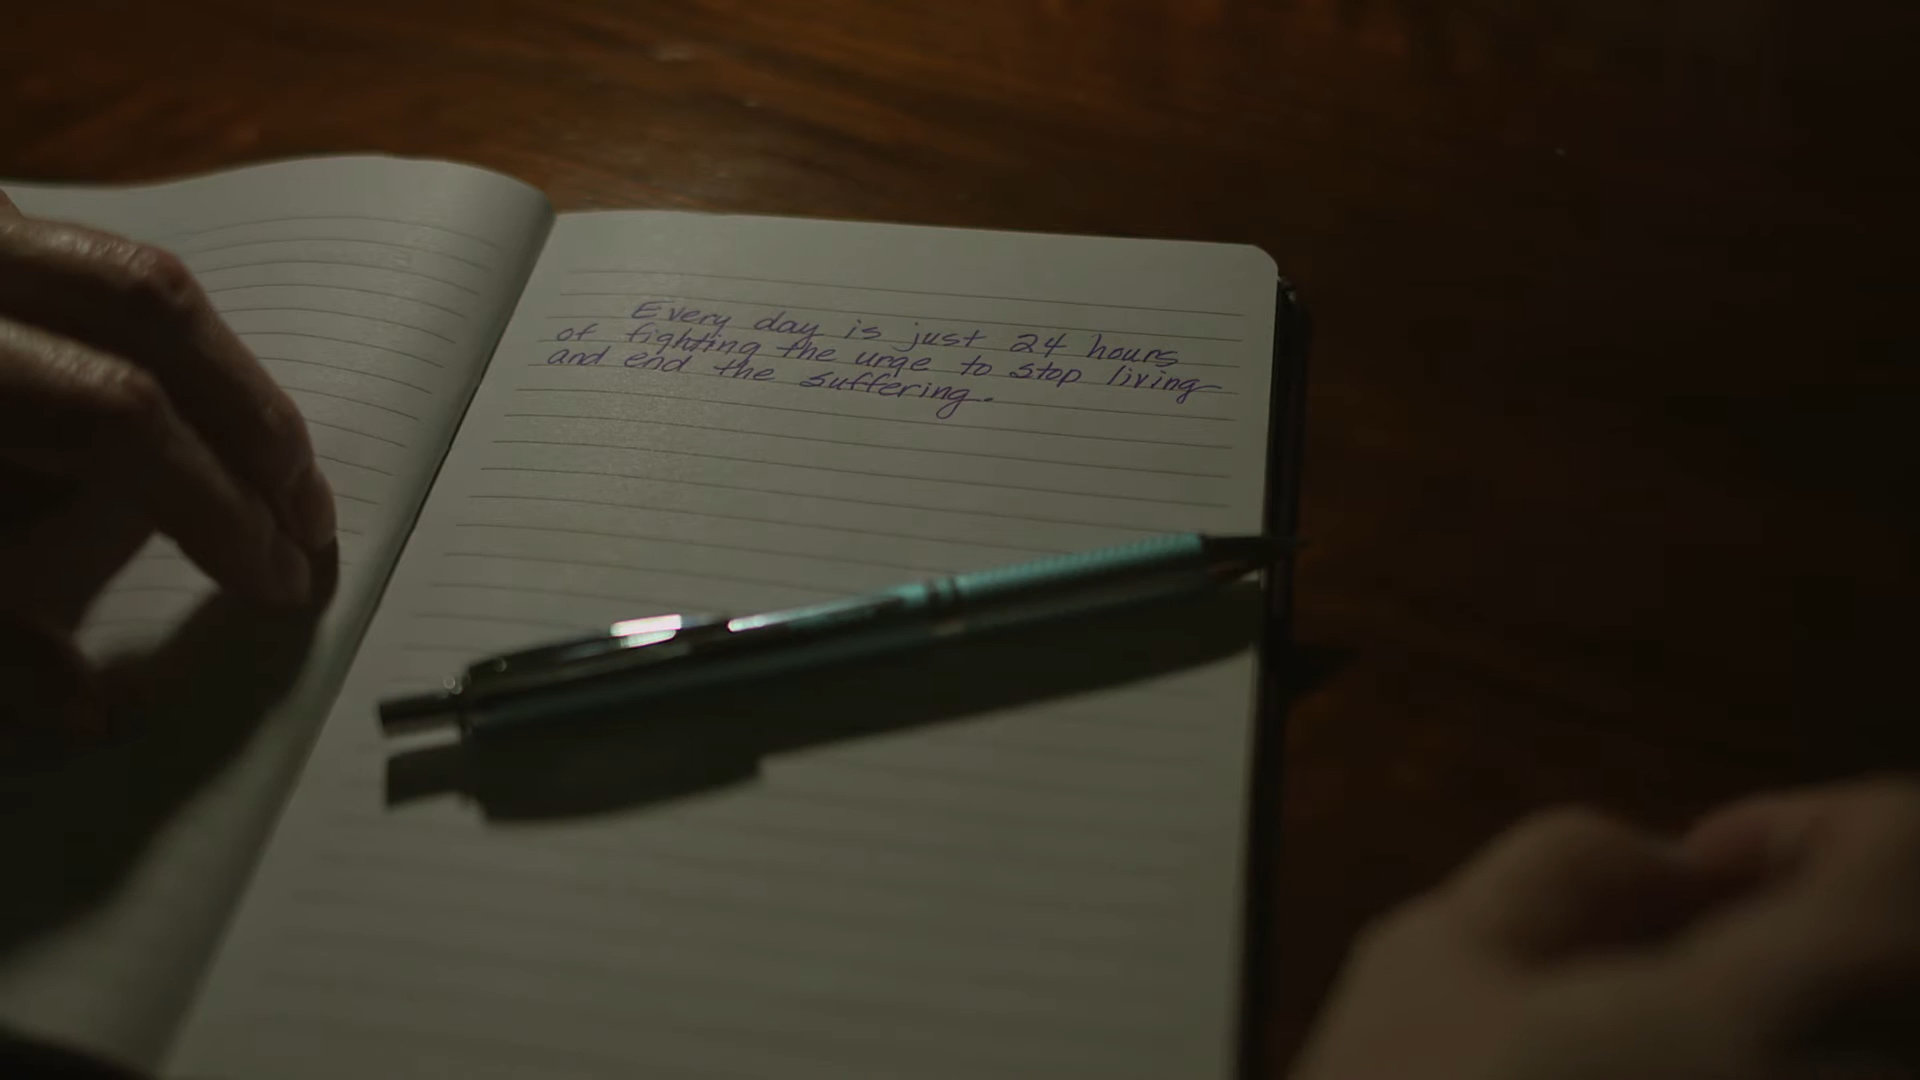 Every day is just 24 hours
of fighting the urge to stop living
and end the suffering.